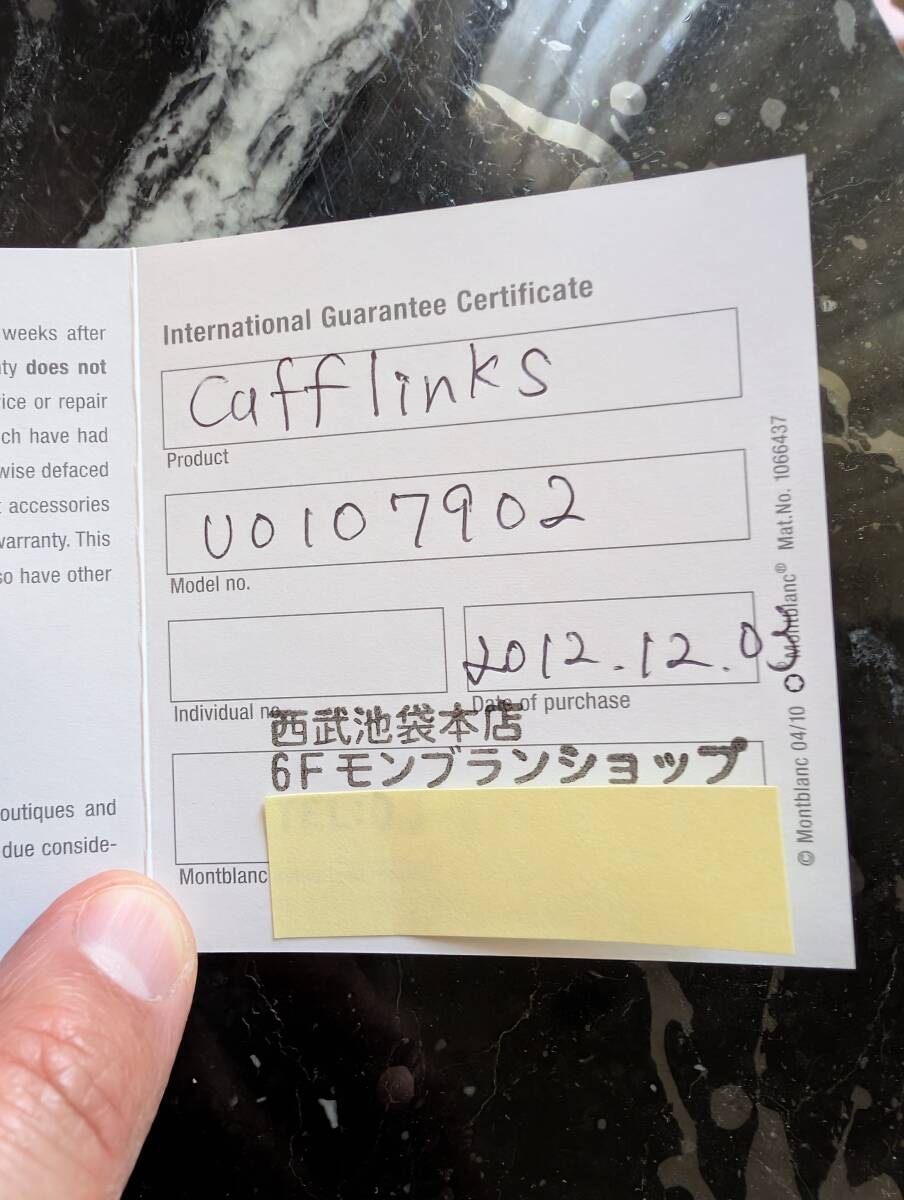 weeks after
ty does not
ice or repair
ch have had
wise defaced
t accessories
warranty. This
so have other
outiques and
due conside-
International Guarantee Certificate
Cafflinks
Product
U0107902
Model no.
2012.12.0
Individual no
Date of purchase
西武池袋本店
6Fモンブランショップ
Montblanc
© Montblanc 04/10
Montblanc® Mat.No. 1066437